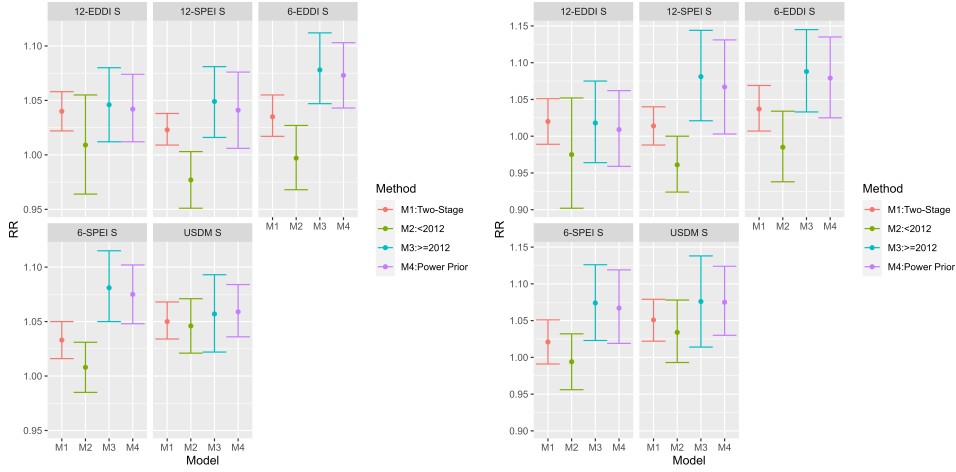 12-EDDI S 12-SPEI S 6-EDDI S
1.10
1.05
1.00
0.95
M1 M2 M3 M4
6-SPEI S USDM S
1.10
1.05
1.00
0.95
M1 M2 M3 M4 M1 M2 M3 M4
Model
RR
Method
M1:Two-Stage
M2:<2012
M3:>=2012
M4:Power Prior
12-EDDI S 12-SPEI S 6-EDDI S
1.15
1.10
1.05
1.00
0.95
0.90
M1 M2 M3 M4
6-SPEI S USDM S
1.15
1.10
1.05
1.00
0.95
0.90
M1 M2 M3 M4 M1 M2 M3 M4
Model
RR
Method
M1:Two-Stage
M2:<2012
M3:>=2012
M4:Power Prior